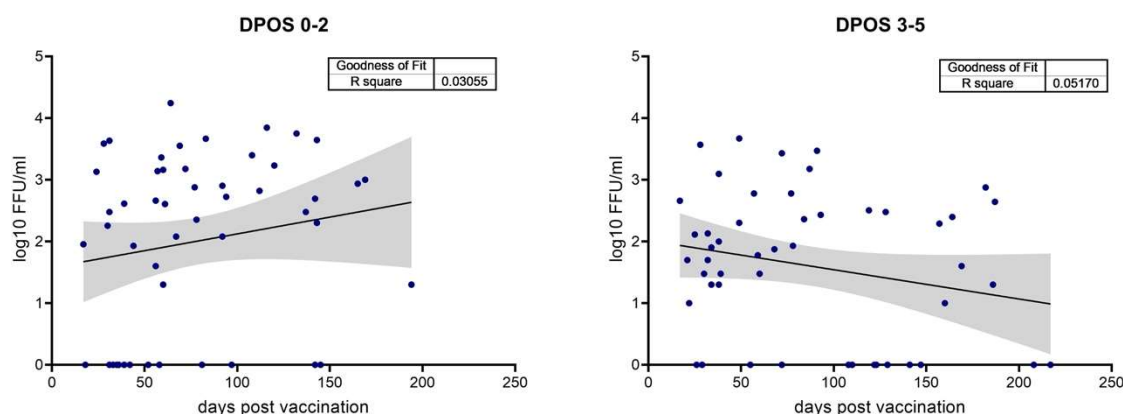 DPOS 0-2
Goodness of Fit
R square 0.03055
5
4
3
2
1
0
log10 FFU/ml
0 50 100 150 200 250
days post vaccination
DPOS 3-5
Goodness of Fit
R square 0.05170
5
4
3
2
1
0
log10 FFU/ml
0 50 100 150 200 250
days post vaccination